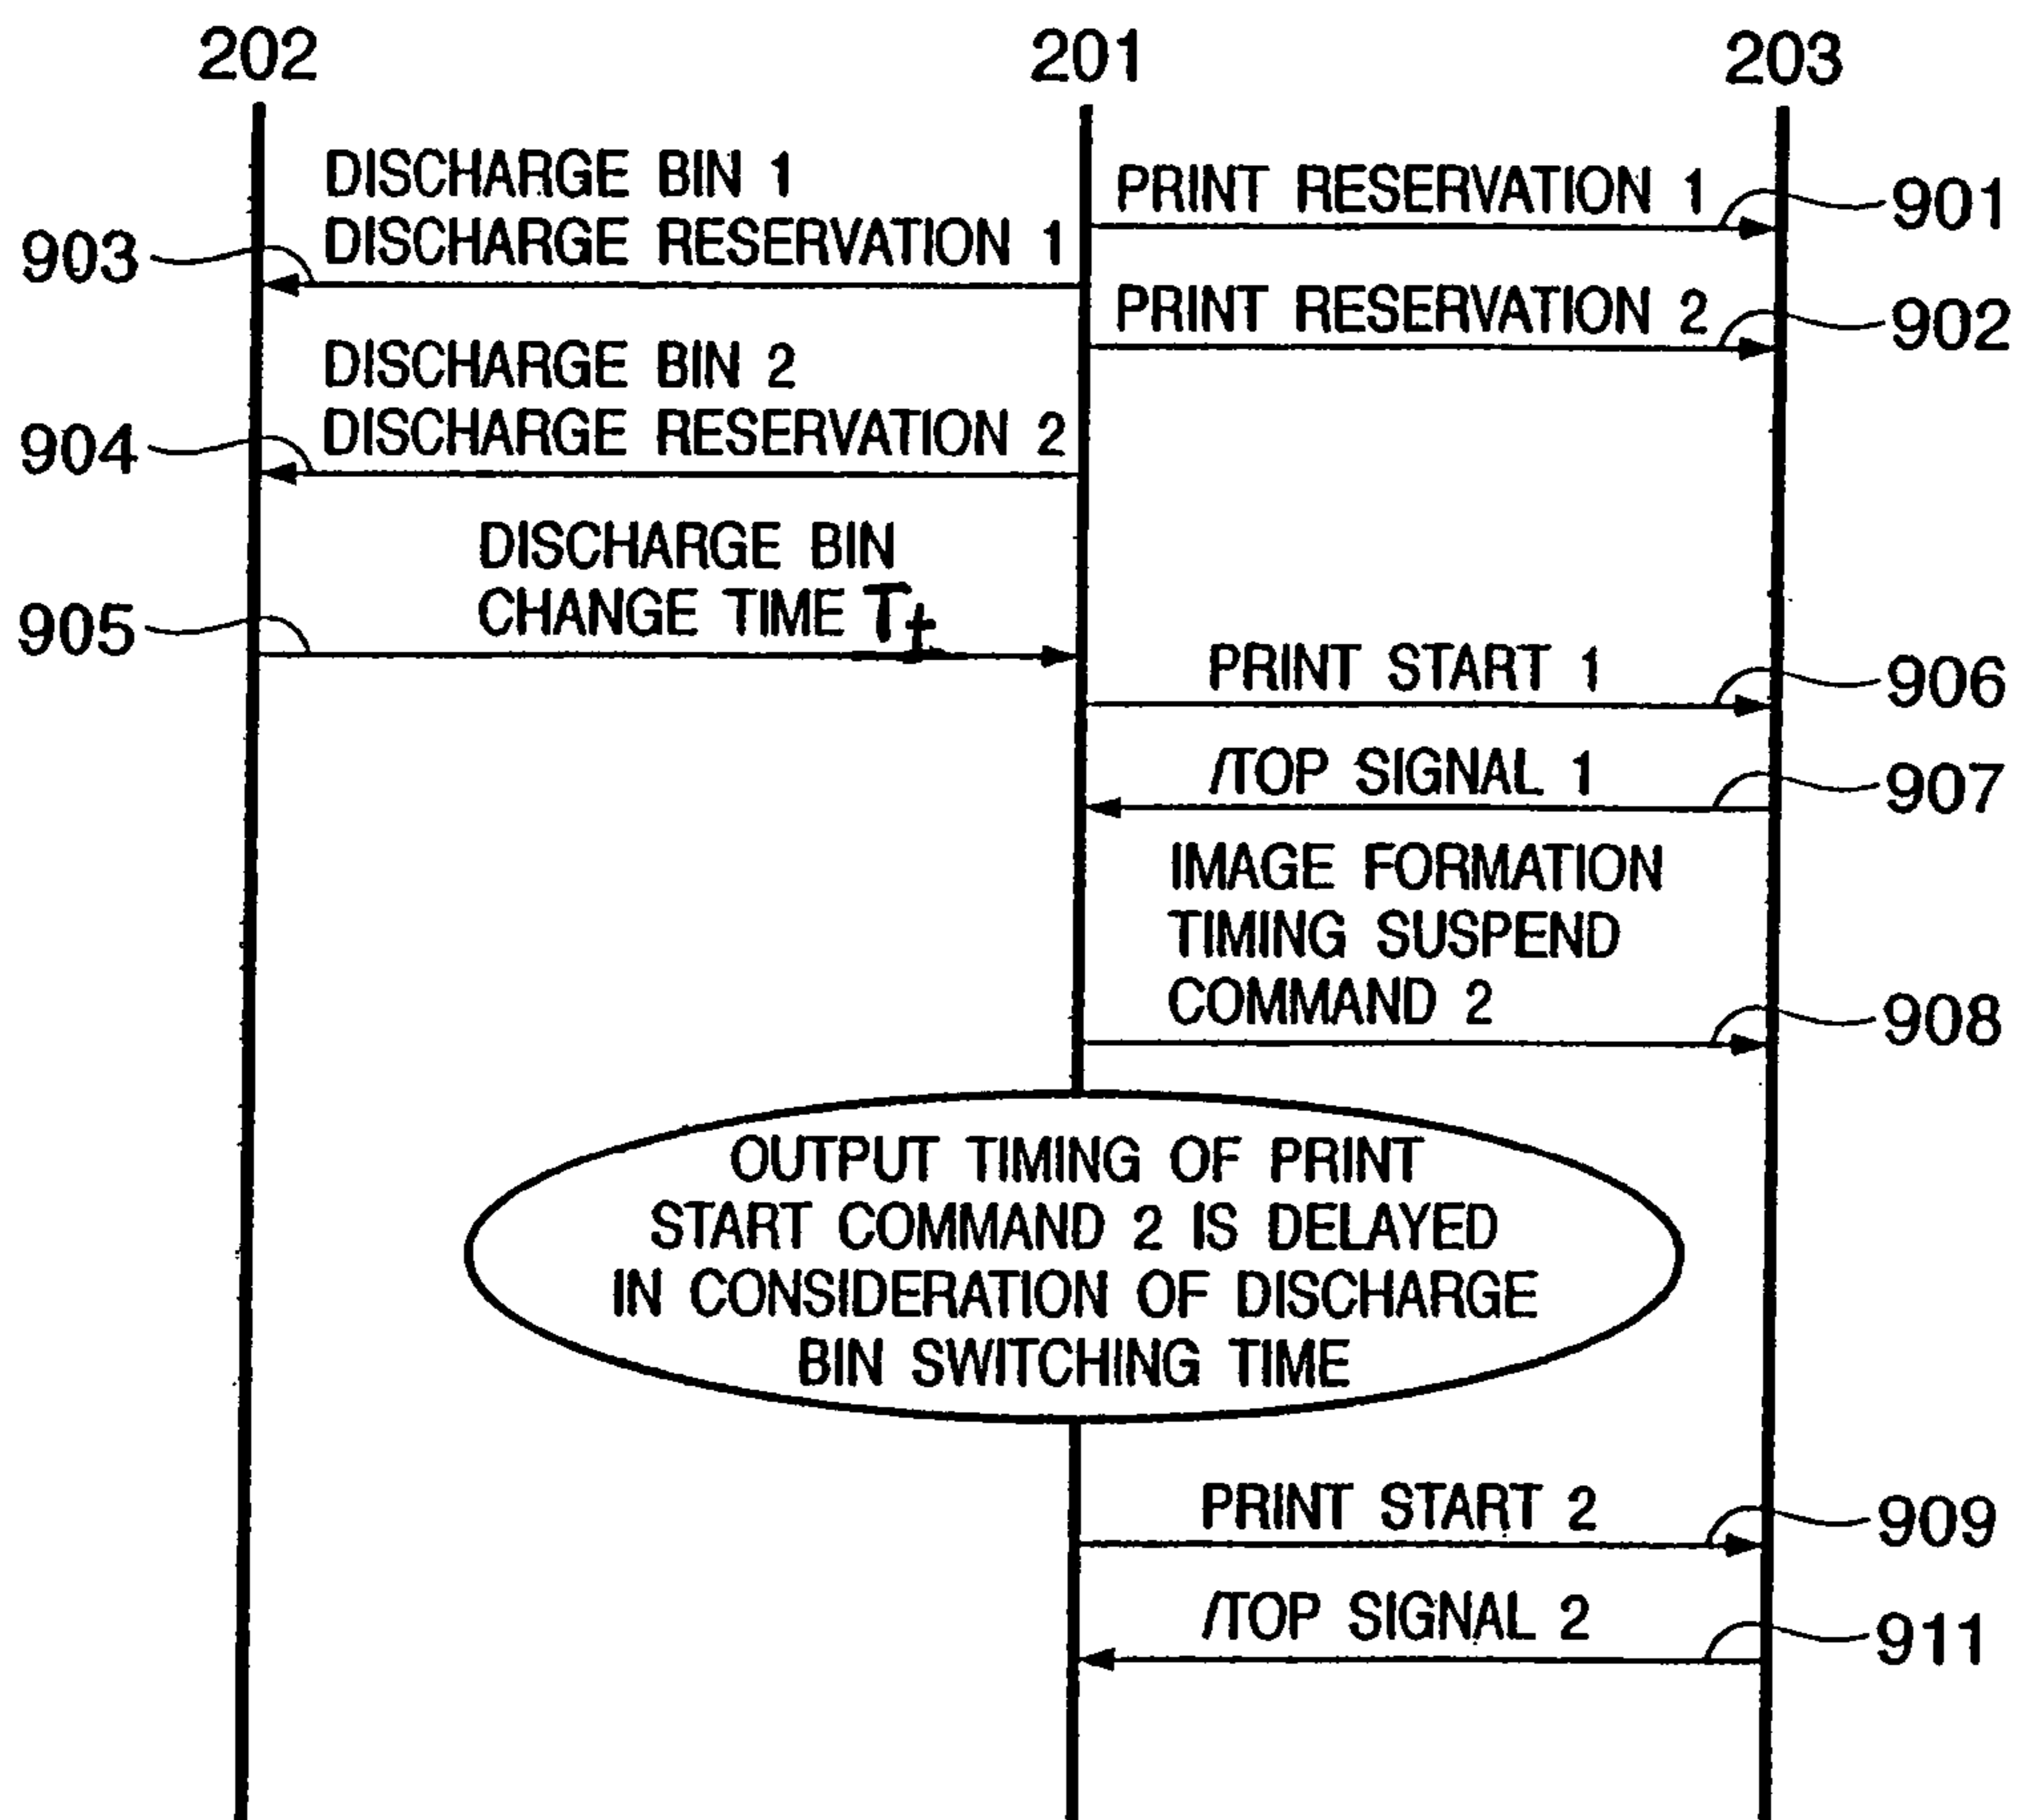 202
201
203
DISCHARGE BIN 1
DISCHARGE RESERVATION 1
903
PRINT RESERVATION 1
901
PRINT RESERVATION 2
902
DISCHARGE BIN 2
DISCHARGE RESERVATION 2
904
DISCHARGE BIN
CHANGE TIME Tt
905
PRINT START 1
906
/TOP SIGNAL 1
907
IMAGE FORMATION
TIMING SUSPEND
COMMAND 2
908
OUTPUT TIMING OF PRINT
START COMMAND 2 IS DELAYED
IN CONSIDERATION OF DISCHARGE
BIN SWITCHING TIME
PRINT START 2
909
/TOP SIGNAL 2
911